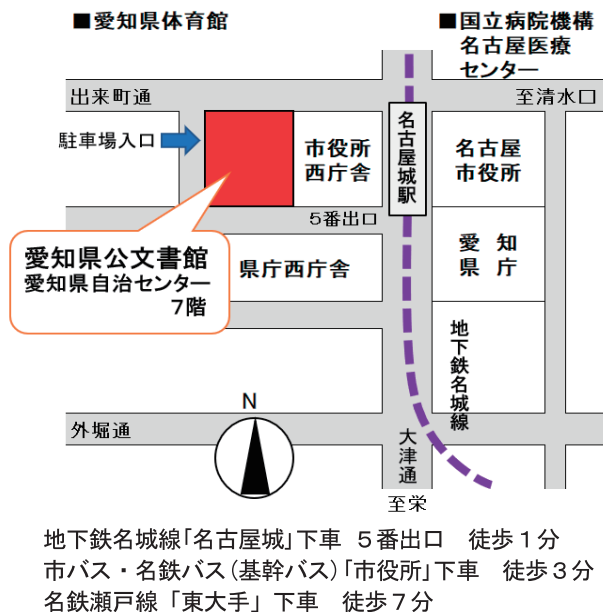 ■愛知県体育館
■国立病院機構
名古屋医療
センター
出来町通
至清水口
駐車場入口
市役所
西庁舎
名古屋城駅
名古屋
市役所
5番出口
愛知県公文書館
愛知県自治センター
7階
県庁西庁舎
愛知
県庁
地下鉄名城線
N
外堀通
大津通
至栄
地下鉄名城線「名古屋城」下車 5番出口 徒歩1分
市バス・名鉄バス(基幹バス)「市役所」下車 徒歩3分
名鉄瀬戸線「東大手」下車 徒歩7分